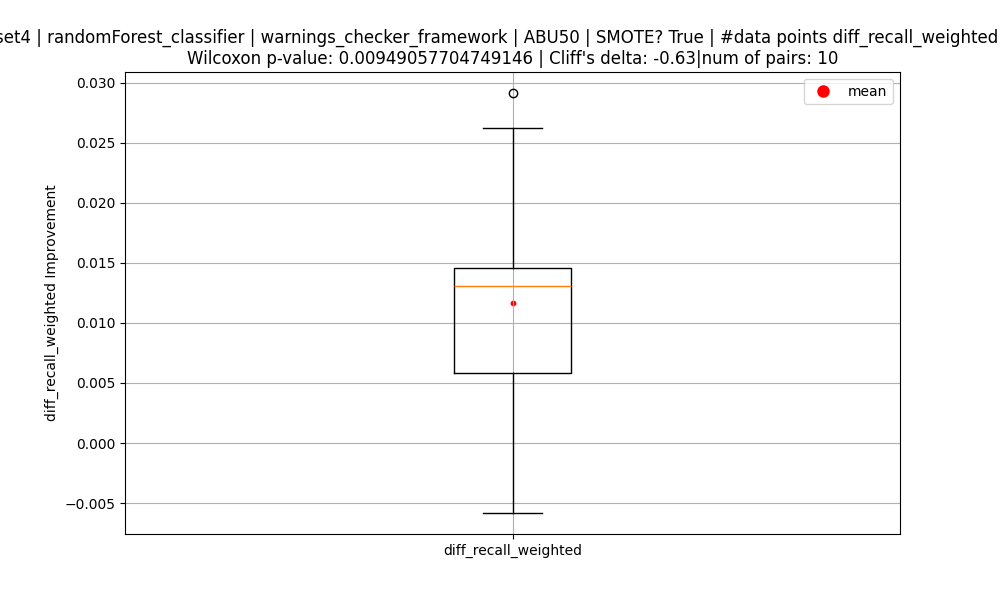 set4 | randomForest_classifier | warnings_checker_framework | ABU50 | SMOTE? True | #data points diff_recall_weighted
Wilcoxon p-value: 0.00949057704749146 | Cliff's delta: -0.63|num of pairs: 10
mean
0.030
0.025
0.020
0.015
0.010
0.005
0.000
−0.005
diff_recall_weighted Improvement
diff_recall_weighted